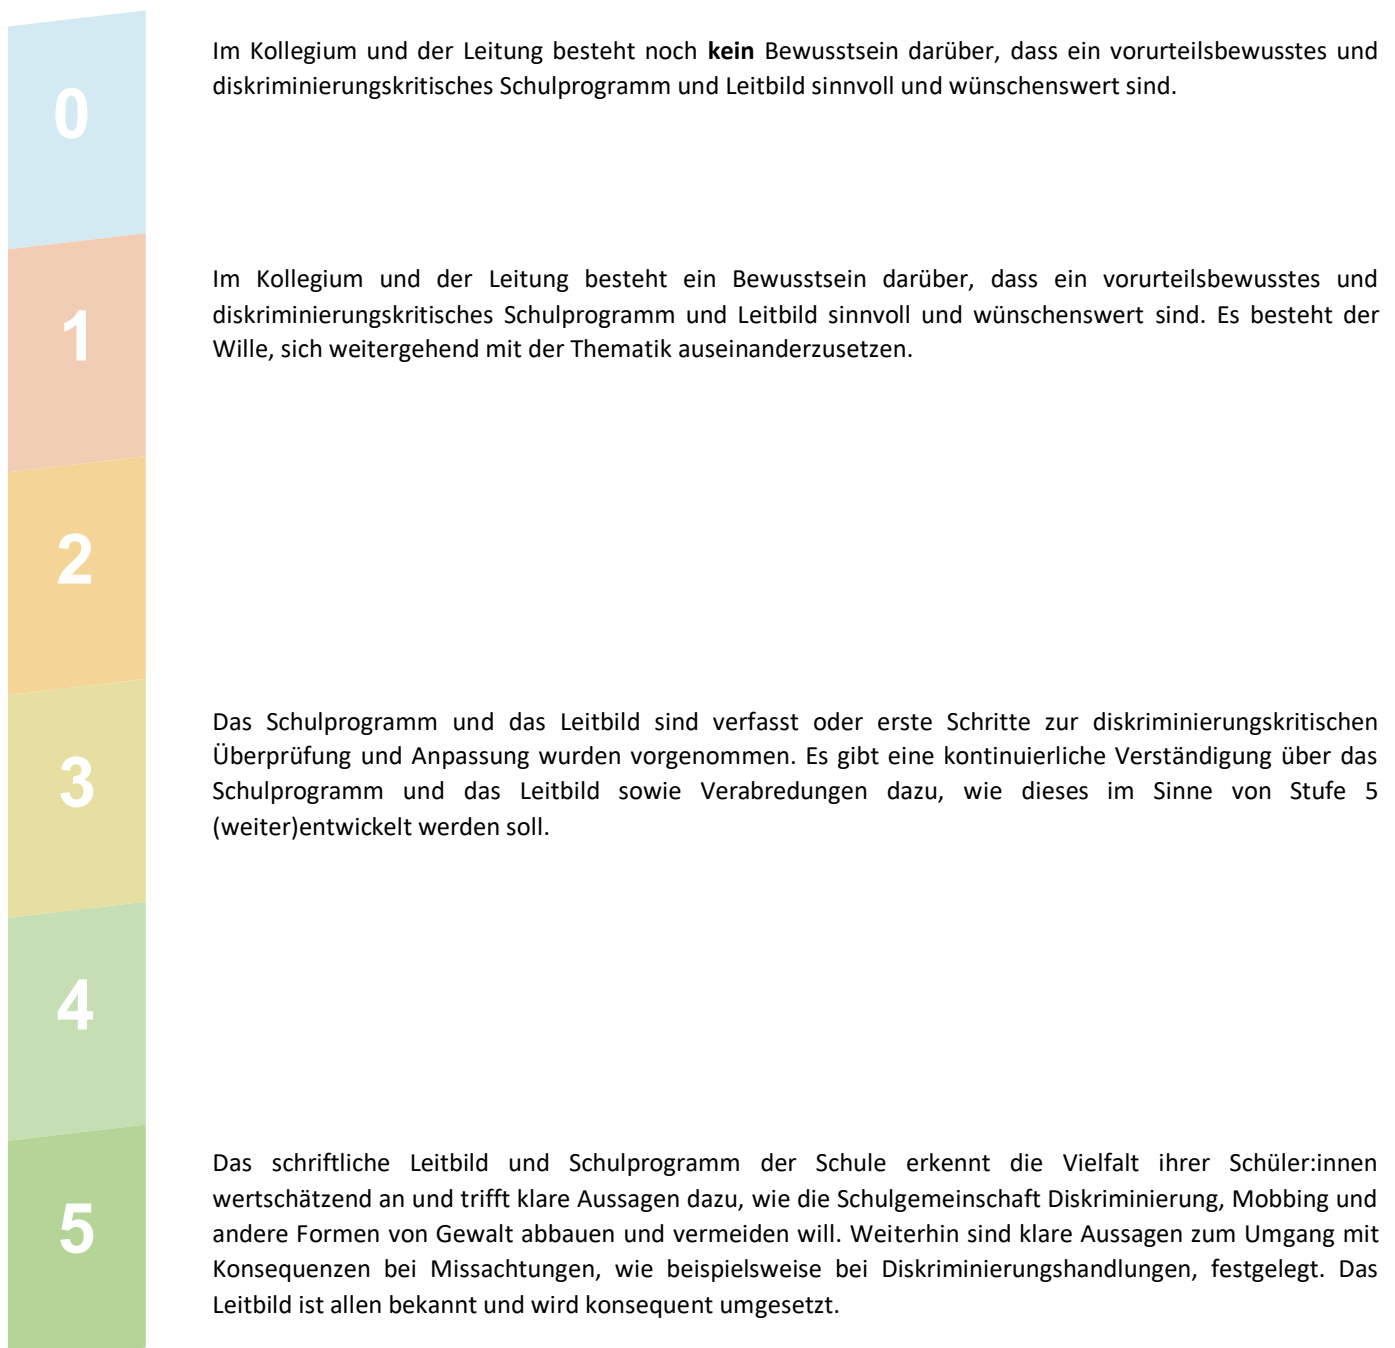 0
Im Kollegium und der Leitung besteht noch kein Bewusstsein darüber, dass ein vorurteilsbewusstes und
diskriminierungskritisches Schulprogramm und Leitbild sinnvoll und wünschenswert sind.
1
Im Kollegium und der Leitung besteht ein Bewusstsein darüber, dass ein vorurteilsbewusstes und
diskriminierungskritisches Schulprogramm und Leitbild sinnvoll und wünschenswert sind. Es besteht der
Wille, sich weitergehend mit der Thematik auseinanderzusetzen.
2
3
Das Schulprogramm und das Leitbild sind verfasst oder erste Schritte zur diskriminierungskritischen
Überprüfung und Anpassung wurden vorgenommen. Es gibt eine kontinuierliche Verständigung über das
Schulprogramm und das Leitbild sowie Verabredungen dazu, wie dieses im Sinne von Stufe 5
(weiter)entwickelt werden soll.
4
5
Das schriftliche Leitbild und Schulprogramm der Schule erkennt die Vielfalt ihrer Schüler:innen
wertschätzend an und trifft klare Aussagen dazu, wie die Schulgemeinschaft Diskriminierung, Mobbing und
andere Formen von Gewalt abbauen und vermeiden will. Weiterhin sind klare Aussagen zum Umgang mit
Konsequenzen bei Missachtungen, wie beispielsweise bei Diskriminierungshandlungen, festgelegt. Das
Leitbild ist allen bekannt und wird konsequent umgesetzt.